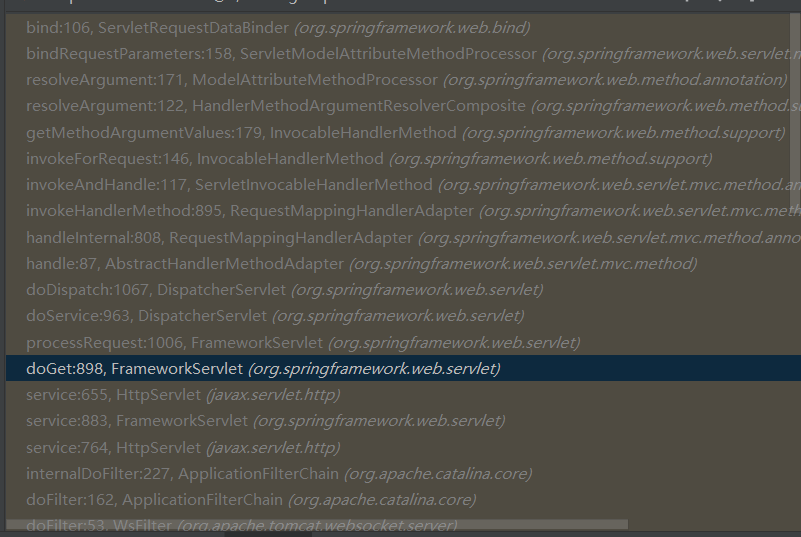 bind:106, ServletRequestDataBinder (org.springframework.web.bind)
bindRequestParameters:158, ServletModelAttributeMethodProcessor (org.springframework.web.servlet.m
resolveArgument:171, ModelAttributeMethodProcessor (org.springframework.web.method.annotation)
resolveArgument:122, HandlerMethodArgumentResolverComposite (org.springframework.web.method.su
getMethodArgumentValues:179, InvocableHandlerMethod (org.springframework.web.method.support)
invokeForRequest:146, InvocableHandlerMethod (org.springframework.web.method.support)
invokeAndHandle:117, ServletInvocableHandlerMethod (org.springframework.web.servlet.mvc.method.an
invokeHandlerMethod:895, RequestMappingHandlerAdapter (org.springframework.web.servlet.mvc.meth
handleInternal:808, RequestMappingHandlerAdapter (org.springframework.web.servlet.mvc.method.anno
handle:87, AbstractHandlerMethodAdapter (org.springframework.web.servlet.mvc.method)
doDispatch:1067, DispatcherServlet (org.springframework.web.servlet)
doService:963, DispatcherServlet (org.springframework.web.servlet)
processRequest:1006, FrameworkServlet (org.springframework.web.servlet)
doGet:898, FrameworkServlet (org.springframework.web.servlet)
service:655, HttpServlet (javax.servlet.http)
service:883, FrameworkServlet (org.springframework.web.servlet)
service:764, HttpServlet (javax.servlet.http)
internalDoFilter:227, ApplicationFilterChain (org.apache.catalina.core)
doFilter:162, ApplicationFilterChain (org.apache.catalina.core)
doFilter:53, WsFilter (org.apache.tomcat.websocket.server)